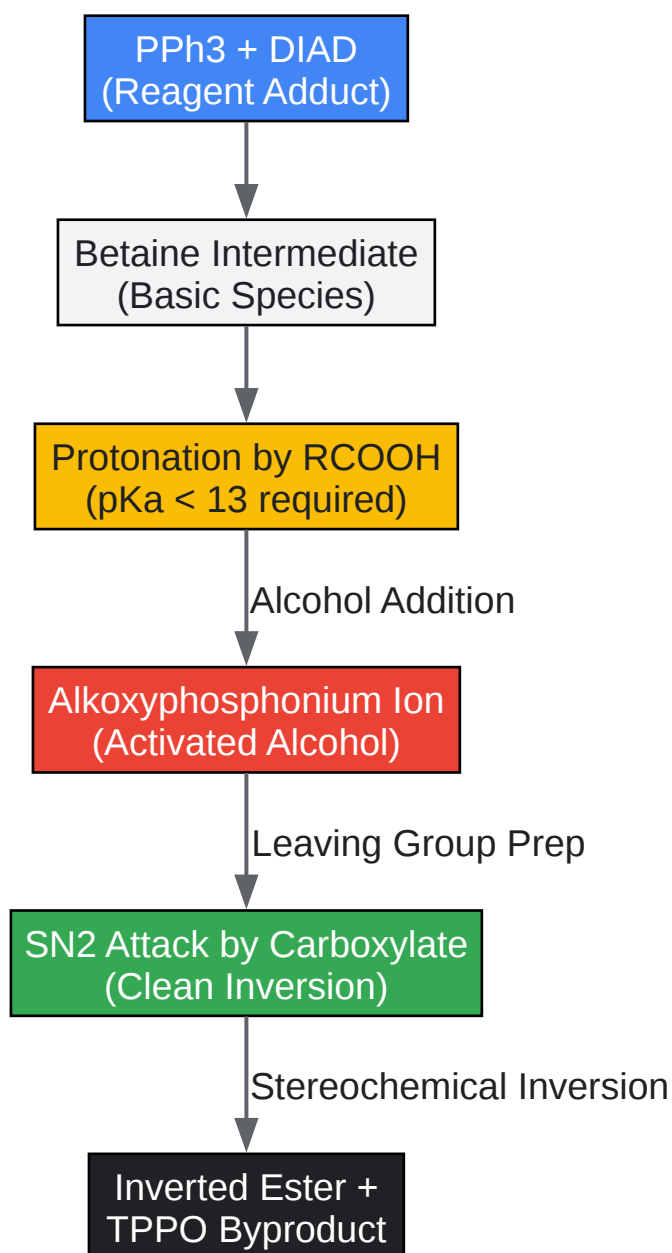 PPh3 + DIAD
(Reagent Adduct)
Betaine Intermediate
(Basic Species)
Protonation by RCOOH
(pKa < 13 required)
Alcohol Addition
Alkoxyphosphonium Ion
(Activated Alcohol)
Leaving Group Prep
SN2 Attack by Carboxylate
(Clean Inversion)
Stereochemical Inversion
Inverted Ester +
TPPO Byproduct